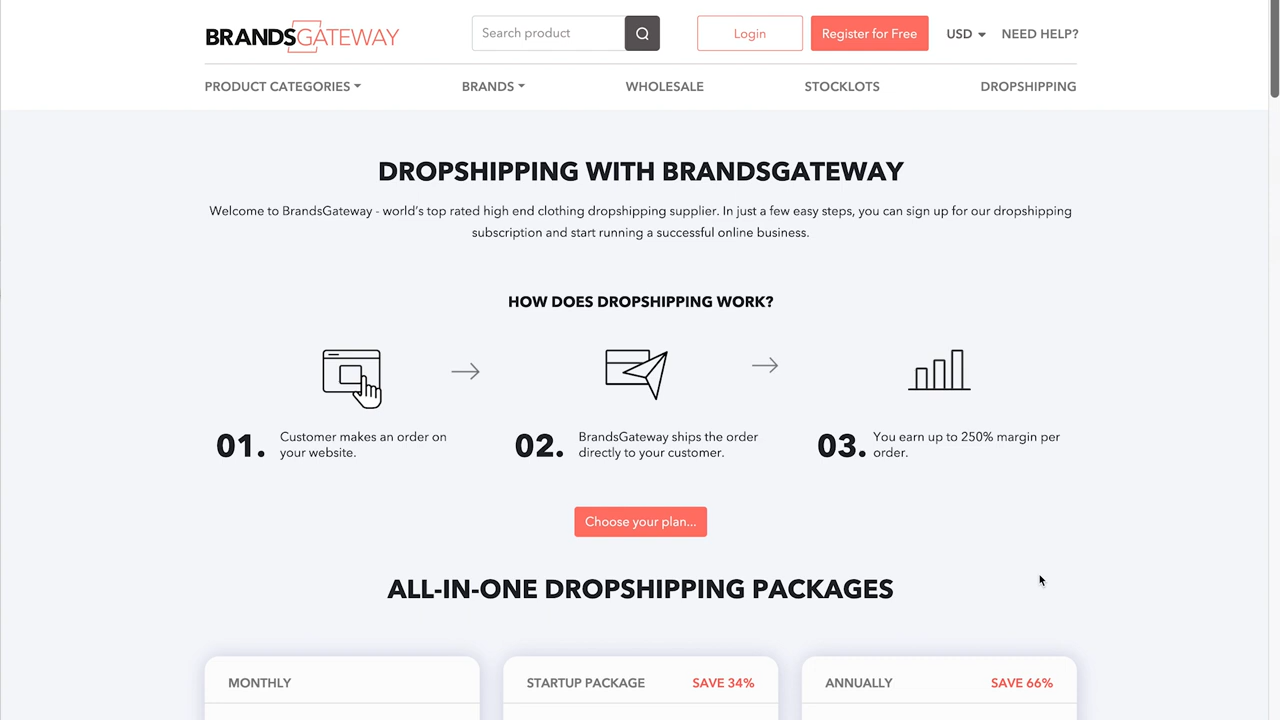 BRANDSGATEWAY
Search product
Login
Register for Free
USD
NEED HELP?
PRODUCT CATEGORIES
BRANDS
WHOLESALE
STOCKLOTS
DROPSHIPPING
DROPSHIPPING WITH BRANDSGATEWAY
Welcome to BrandsGateway - world's top rated high end clothing dropshipping supplier. In just a few easy steps, you can sign up for our dropshipping
subscription and start running a successful online business.
HOW DOES DROPSHIPPING WORK?
01.
Customer makes an order on
your website.
02.
BrandsGateway ships the order
directly to your customer.
03.
You earn up to 250% margin per
order.
Choose your plan...
ALL-IN-ONE DROPSHIPPING PACKAGES
MONTHLY
STARTUP PACKAGE
SAVE 34%
ANNUALLY
SAVE 66%